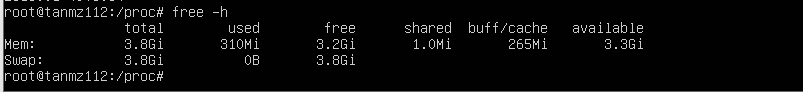 root@tanmz112:/proc# free -h
total used free shared buff/cache available
Mem: 3.8Gi 310Mi 3.2Gi 1.0Mi 265Mi 3.3Gi
Swap: 3.8Gi 0B 3.8Gi
root@tanmz112:/proc#